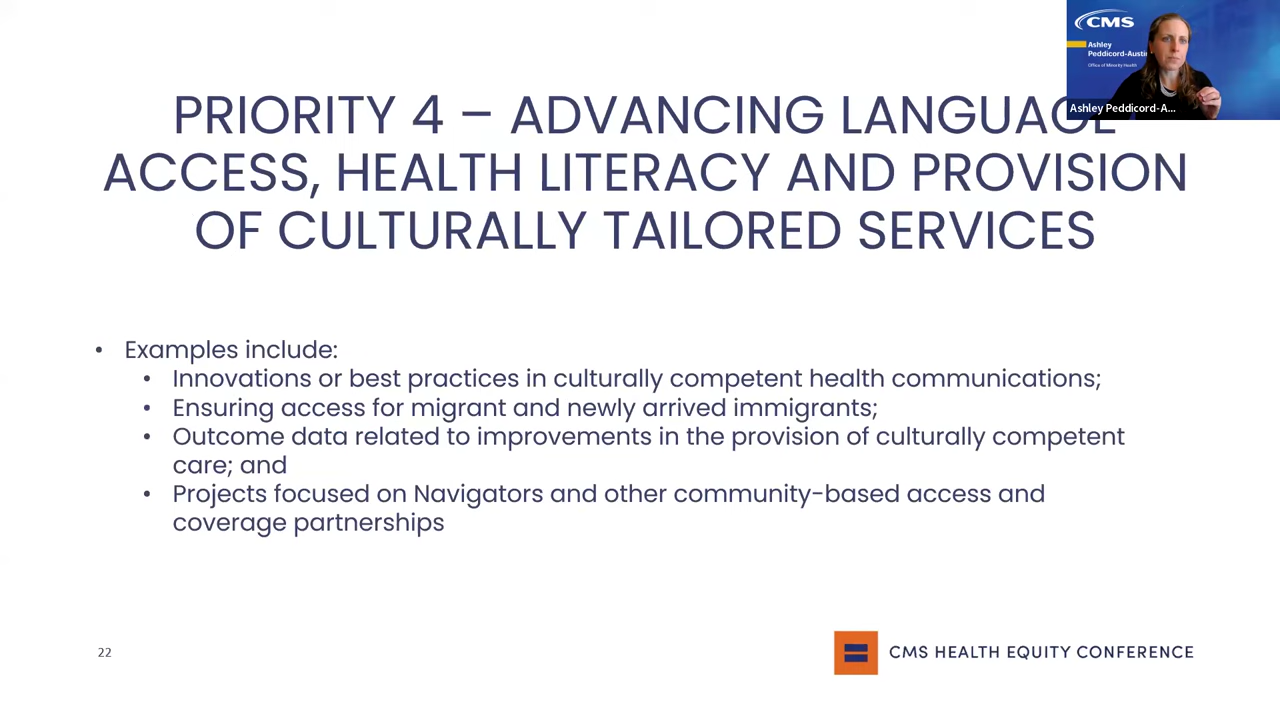 CMS
Ashley
Peddicord-Austin
Office of Minority Health
Ashley Peddicord-A...
PRIORITY 4 – ADVANCING LANGUAGE
ACCESS, HEALTH LITERACY AND PROVISION
OF CULTURALLY TAILORED SERVICES
• Examples include:
• Innovations or best practices in culturally competent health communications;
• Ensuring access for migrant and newly arrived immigrants;
• Outcome data related to improvements in the provision of culturally competent
care; and
• Projects focused on Navigators and other community-based access and
coverage partnerships
22
CMS HEALTH EQUITY CONFERENCE